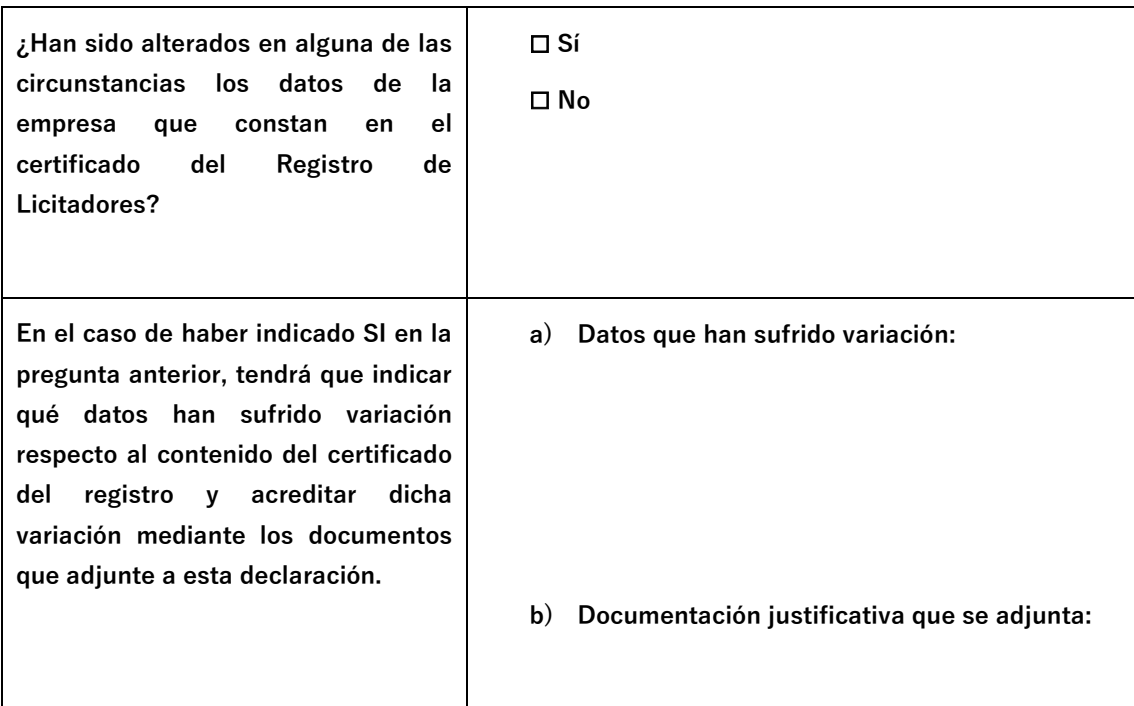 ¿Han sido alterados en alguna de las
circunstancias los datos de la
empresa que constan en el
certificado del Registro de
Licitadores?
☐ Sí
☐ No
En el caso de haber indicado SI en la
pregunta anterior, tendrá que indicar
qué datos han sufrido variación
respecto al contenido del certificado
del registro y acreditar dicha
variación mediante los documentos
que adjunte a esta declaración.
a) Datos que han sufrido variación:
b) Documentación justificativa que se adjunta: